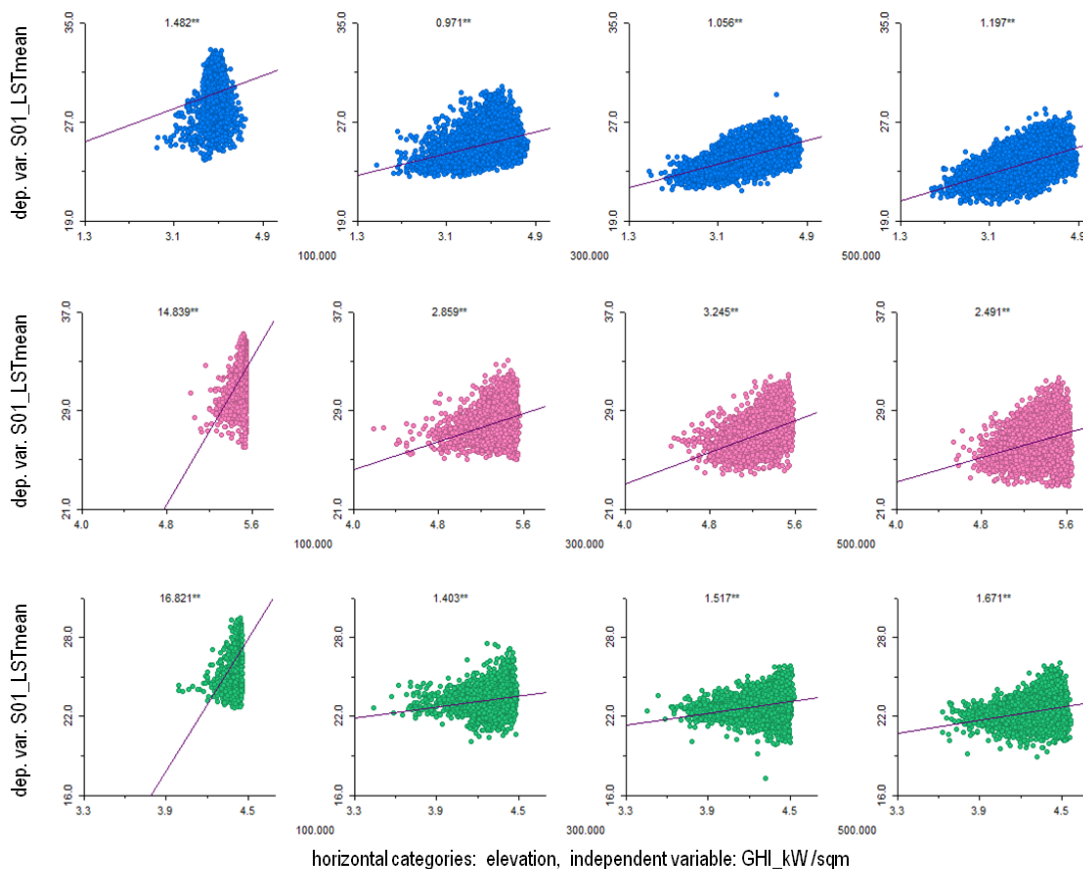 1.482** 0.971** 1.056** 1.197**
dep. var. S01_LSTmean
35.0 35.0 35.0 35.0
27.0 27.0 27.0 27.0
19.0 19.0 19.0 19.0
1.3 3.1 4.9 1.3 3.1 4.9 1.3 3.1 4.9 1.3 3.1 4.9
100.000 300.000 500.000
14.839** 2.859** 3.245** 2.491**
dep. var. S01_LSTmean
37.0 37.0 37.0 37.0
29.0 29.0 29.0 29.0
21.0 21.0 21.0 21.0
4.0 4.8 5.6 4.0 4.8 5.6 4.0 4.8 5.6 4.0 4.8 5.6
100.000 300.000 500.000
16.821** 1.403** 1.517** 1.671**
dep. var. S01_LSTmean
28.0 28.0 28.0 28.0
22.0 22.0 22.0 22.0
16.0 16.0 16.0 16.0
3.3 3.9 4.5 3.3 3.9 4.5 3.3 3.9 4.5 3.3 3.9 4.5
100.000 300.000 500.000
horizontal categories: elevation, independent variable: GHI_kW/sqm